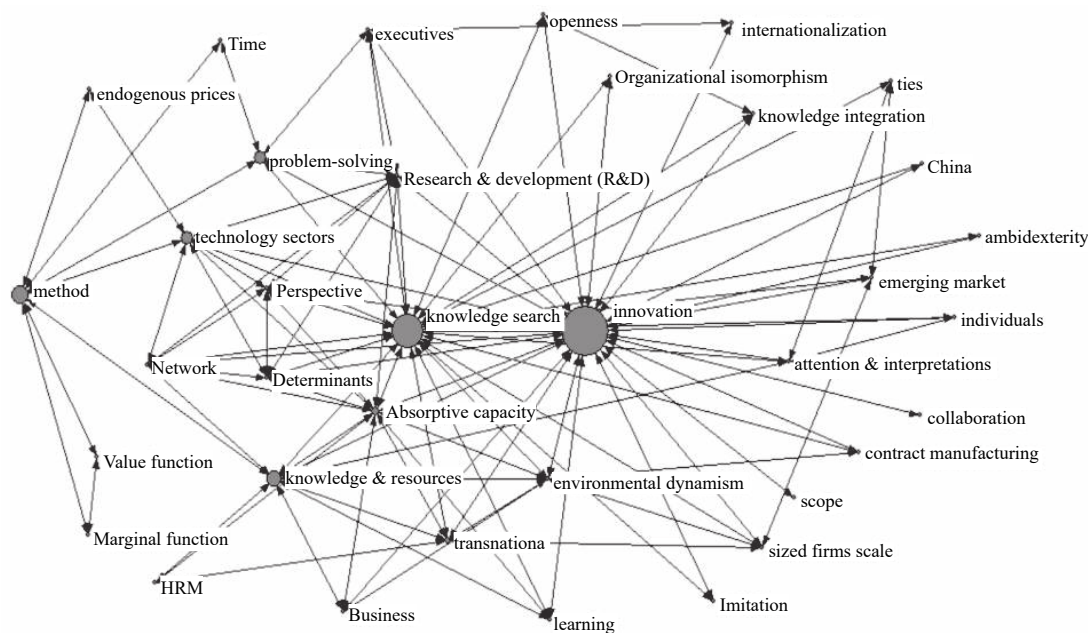 openness
executives
internationalization
Time
Organizational isomorphism
ties
endogenous prices
knowledge integration
problem-solving
China
Research & development (R&D)
technology sectors
ambidexterity
method
Perspective
emerging market
knowledge search
innovation
individuals
Network
Determinants
attention & interpretations
Absorptive capacity
collaboration
Value function
contract manufacturing
knowledge & resources
environmental dynamism
scope
Marginal function
transnationa
sized firms scale
HRM
Imitation
Business
learning